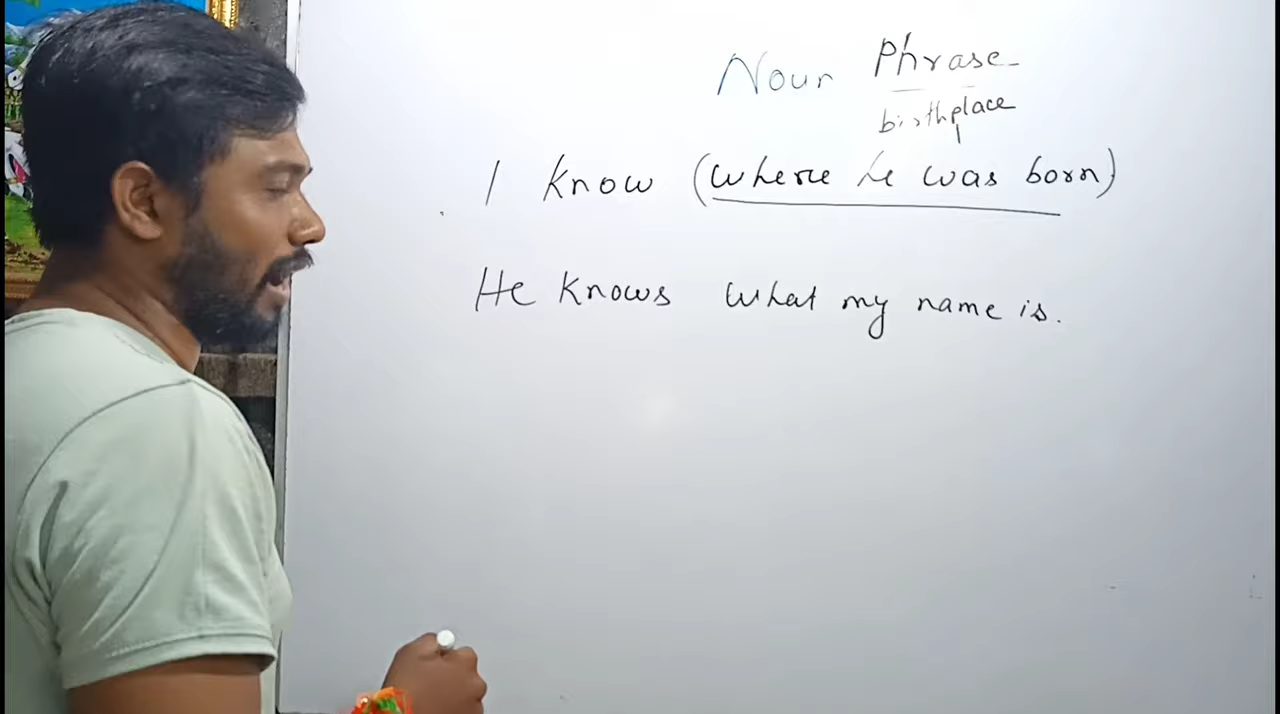 Noun Phrase
birthplace
I know (where he was born)
He knows what my name is.